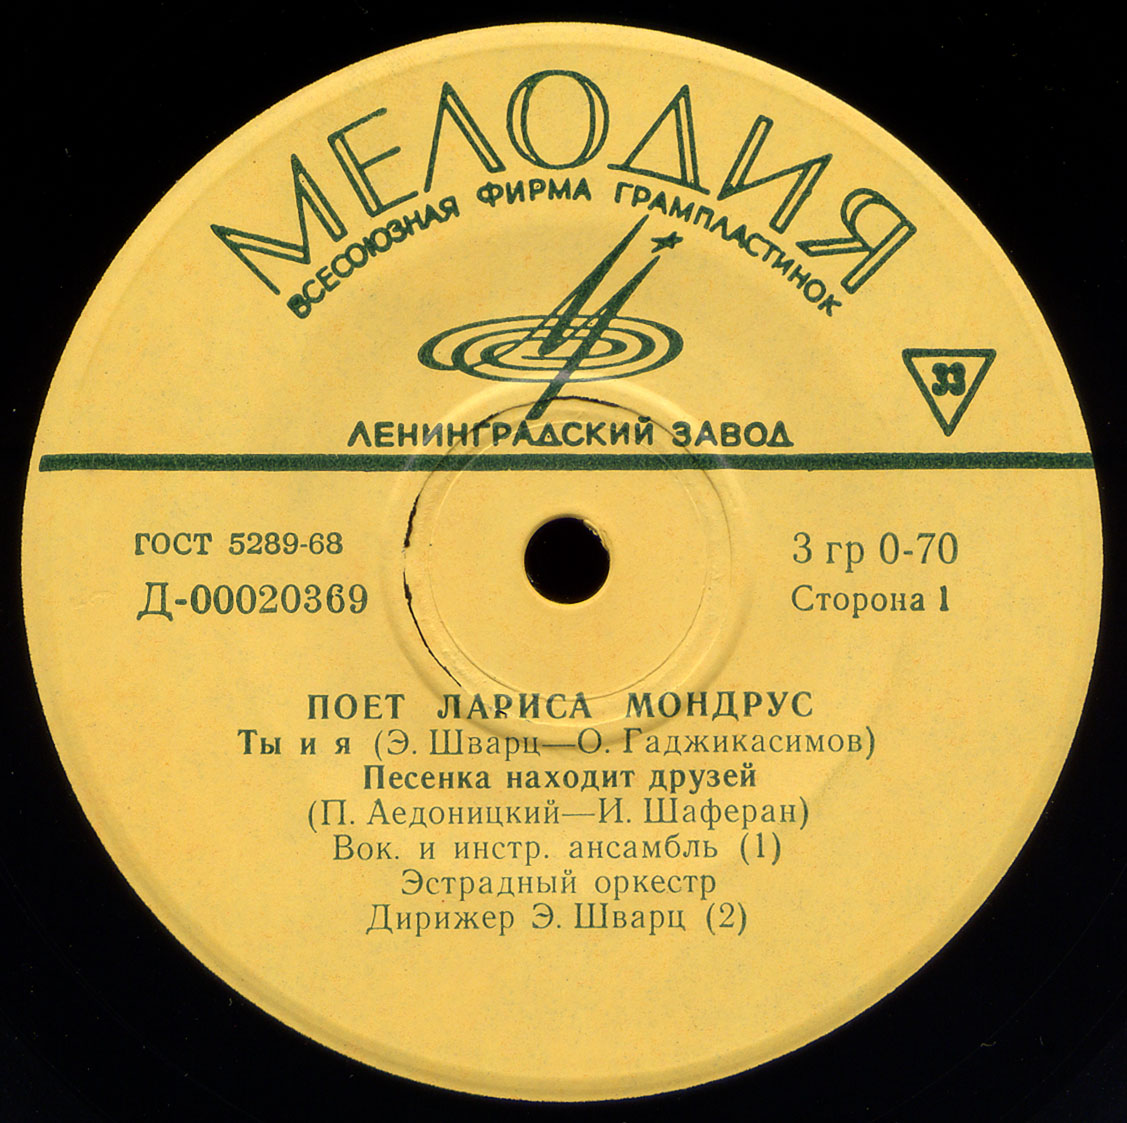 МЕЛОДИЯ
ВСЕСОЮЗНАЯ ФИРМА ГРАМПЛАСТИНОК
33
ЛЕНИНГРАДСКИЙ ЗАВОД
ГОСТ 5289-68
3 гр 0-70
Д-00020369
Сторона 1
ПОЕТ ЛАРИСА МОНДРУС
Ты и я (Э. Шварц—О. Гаджикасимов)
Песенка находит друзей
(П. Аедоницкий—И. Шаферан)
Вок. и инстр. ансамбль (1)
Эстрадный оркестр
Дирижер Э. Шварц (2)